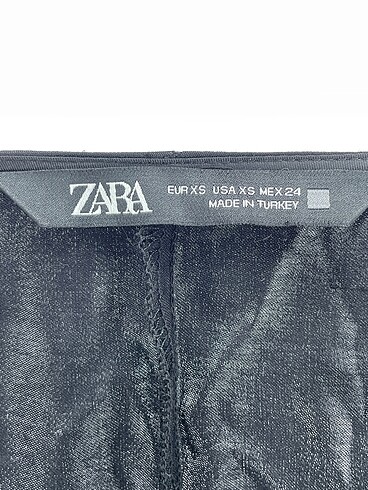 ZARA
EUR XS USA XS MEX 24
MADE IN TURKEY